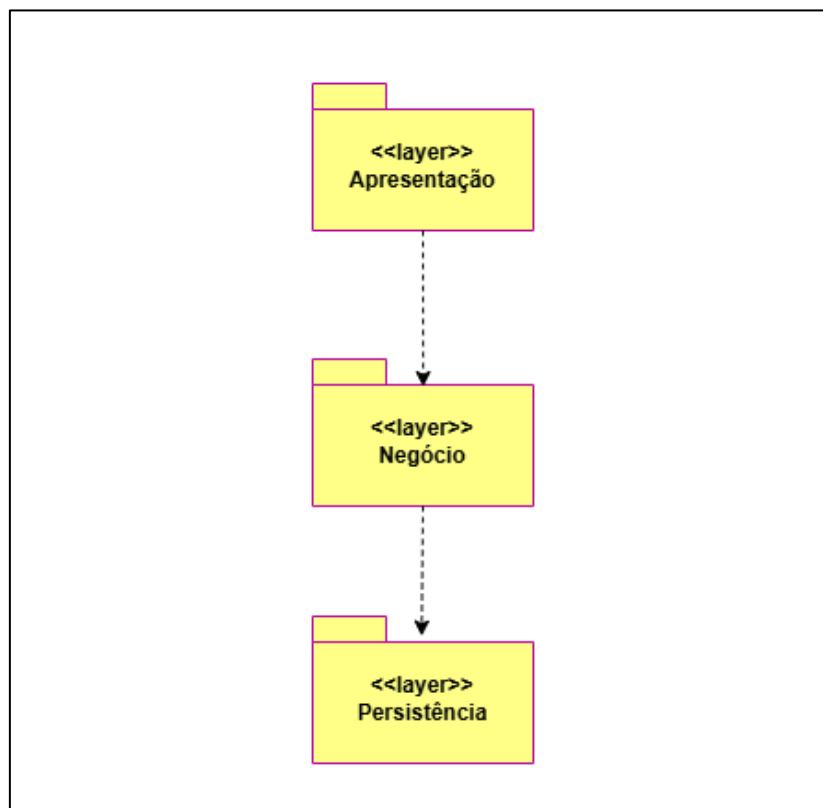 <<layer>>
Apresentação
<<layer>>
Negócio
<<layer>>
Persistência